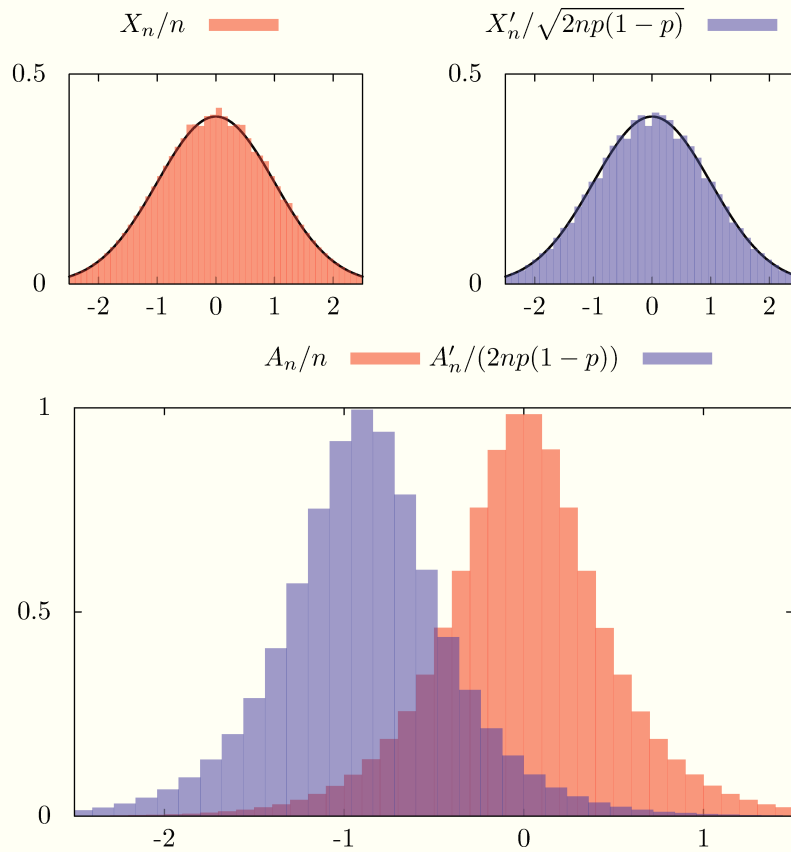 X_n/n X'_n/√2np(1 − p)
0.5 0.5
0 0
-2 -1 0 1 2 -2 -1 0 1 2
A_n/n A'_n/(2np(1 − p))
1
0.5
0
-2 -1 0 1